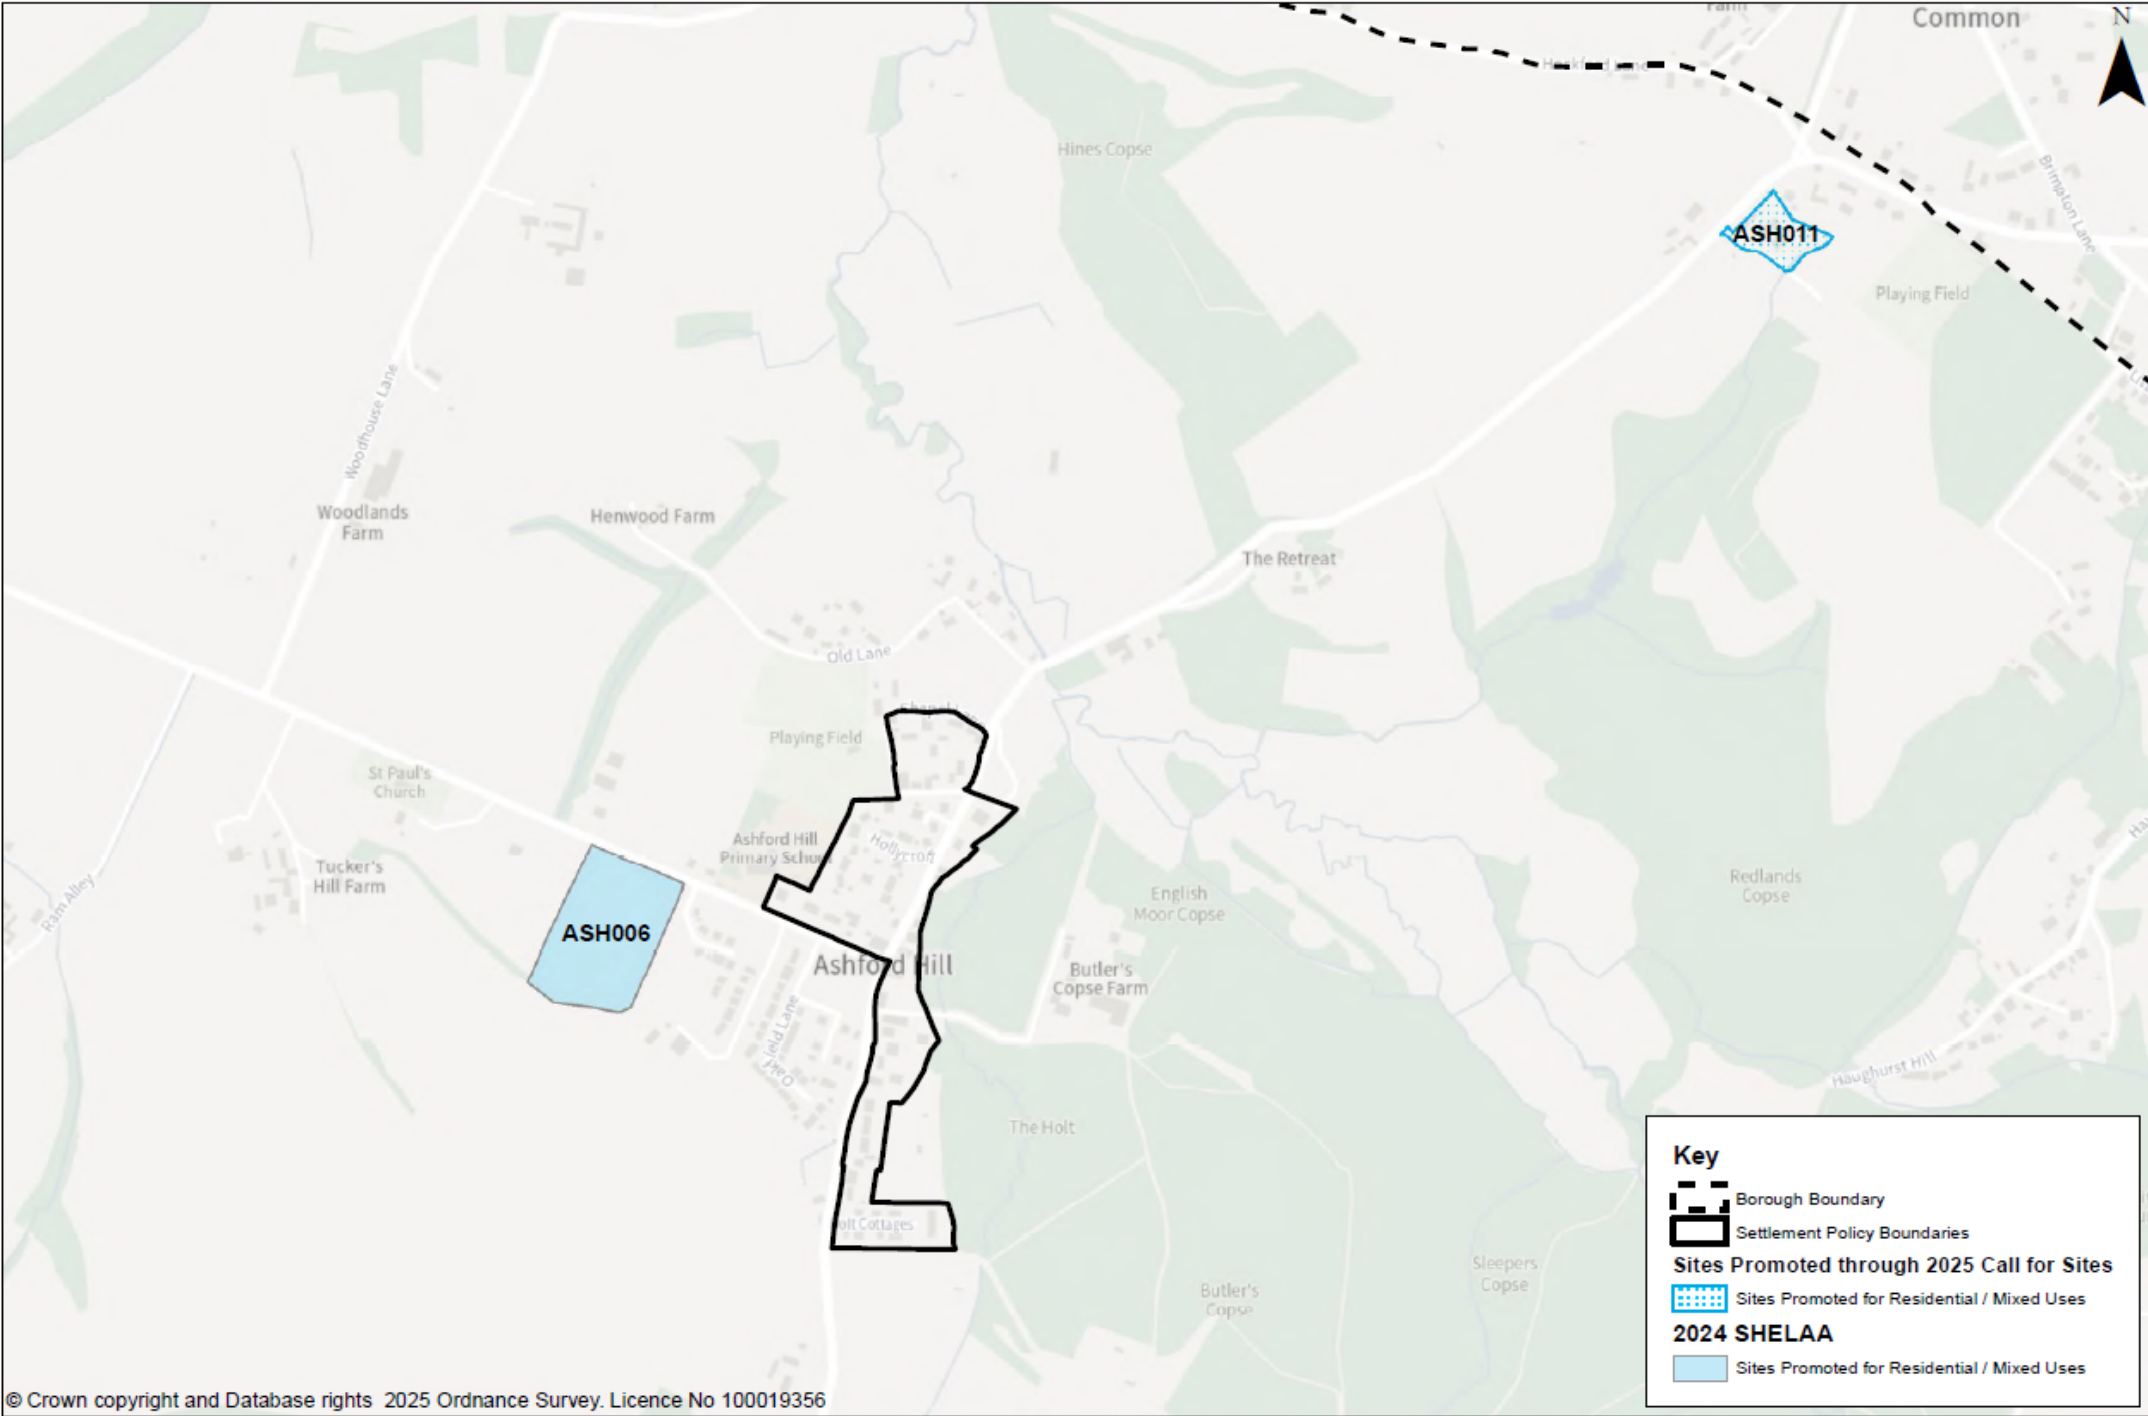 Common
N
Hines Copse
Brimpton Lane
ASH011
Playing Field
Woodhouse Lane
Woodlands
Farm
Henwood Farm
The Retreat
Old Lane
Playing Field
St Paul's
Church
Ashford Hill
Primary School
Hollycroft
Tucker's
Hill Farm
Ram Alley
ASH006
English
Moor Copse
Redlands
Copse
Ashford Hill
Butler's
Copse Farm
Oakfield Lane
Haughurst Hill
The Holt
Cottages
Sleepers
Copse
Butler's
Copse
Key
Borough Boundary
Settlement Policy Boundaries
Sites Promoted through 2025 Call for Sites
Sites Promoted for Residential / Mixed Uses
2024 SHELAA
Sites Promoted for Residential / Mixed Uses
© Crown copyright and Database rights 2025 Ordnance Survey. Licence No 100019356